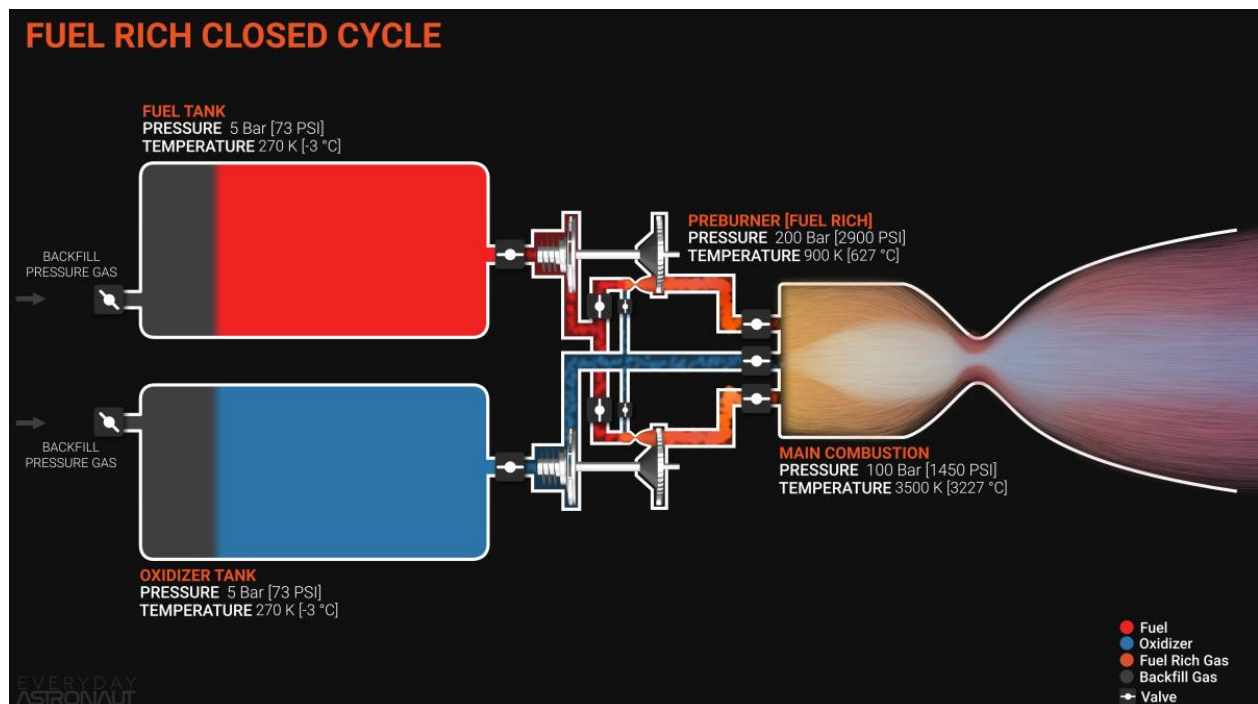 FUEL RICH CLOSED CYCLE
FUEL TANK
PRESSURE 5 Bar [73 PSI]
TEMPERATURE 270 K [-3 °C]
BACKFILL
PRESSURE GAS
PREBURNER [FUEL RICH]
PRESSURE 200 Bar [2900 PSI]
TEMPERATURE 900 K [627 °C]
BACKFILL
PRESSURE GAS
MAIN COMBUSTION
PRESSURE 100 Bar [1450 PSI]
TEMPERATURE 3500 K [3227 °C]
OXIDIZER TANK
PRESSURE 5 Bar [73 PSI]
TEMPERATURE 270 K [-3 °C]
Fuel
Oxidizer
Fuel Rich Gas
Backfill Gas
Valve
EVERYDAY
ASTRONAUT